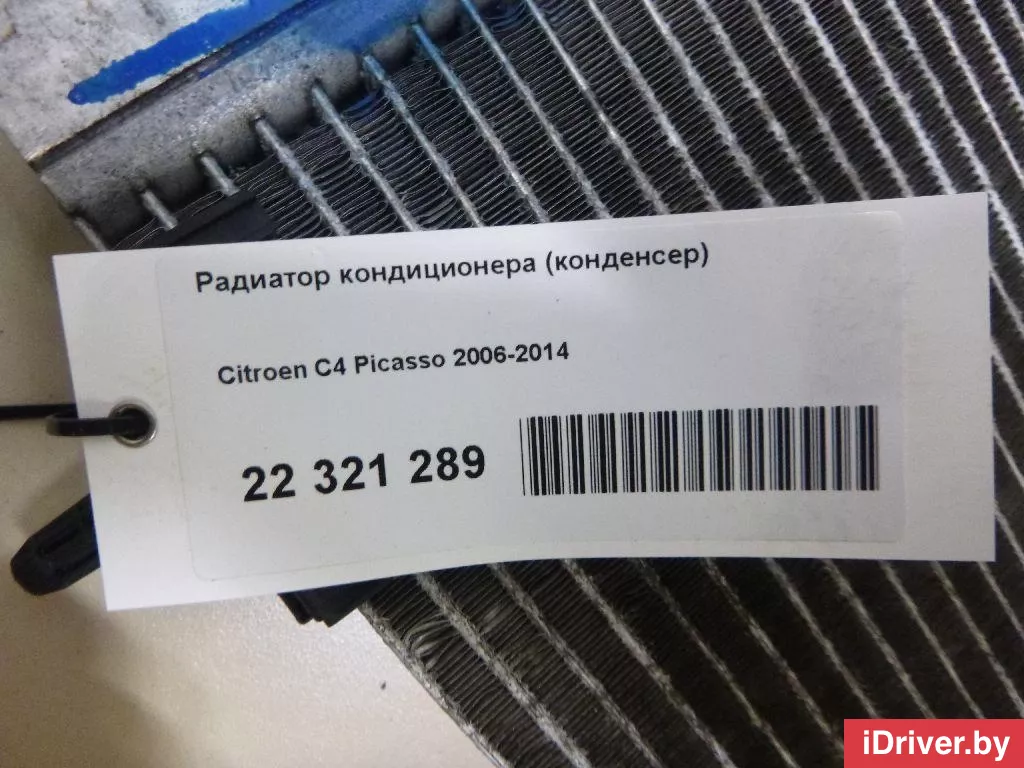 Радиатор кондиционера (конденсер)
Citroen C4 Picasso 2006-2014
22 321 289
iDriver.by